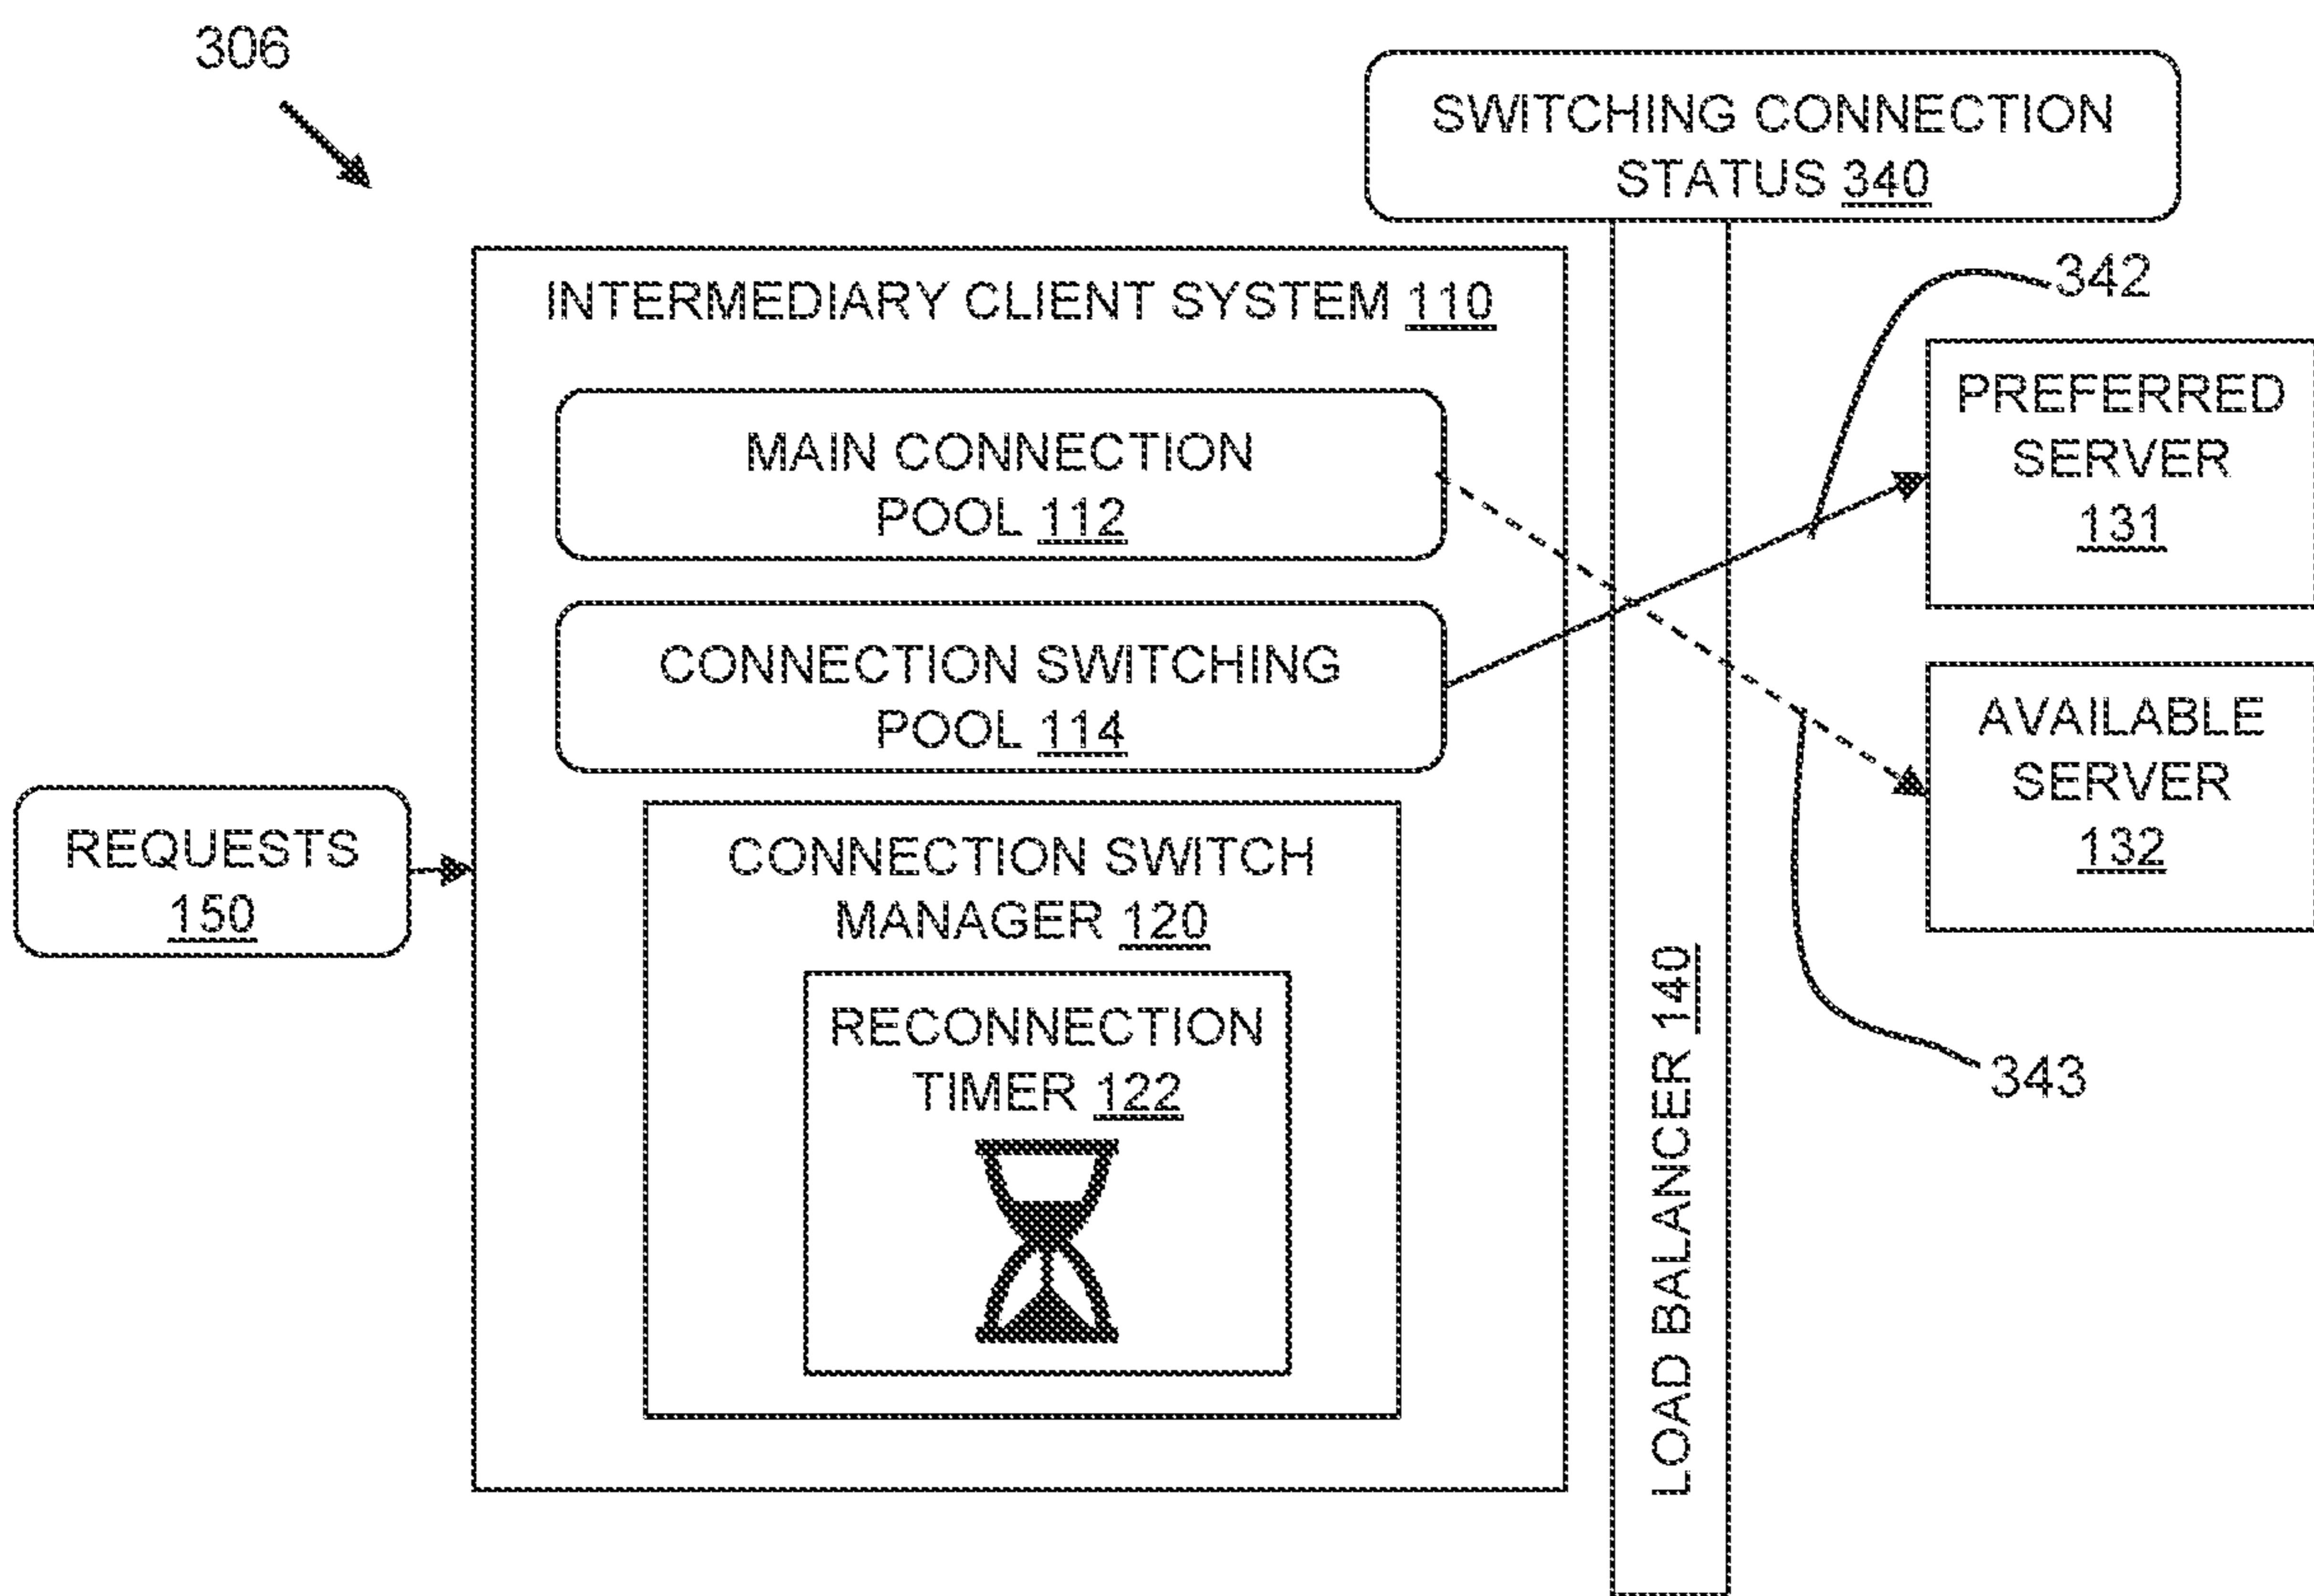 306
SWITCHING CONNECTION
STATUS 340
INTERMEDIARY CLIENT SYSTEM 110
342
MAIN CONNECTION
POOL 112
PREFERRED
SERVER
131
CONNECTION SWITCHING
POOL 114
AVAILABLE
SERVER
132
REQUESTS
150
CONNECTION SWITCH
MANAGER 120
RECONNECTION
TIMER 122
LOAD BALANCER 140
343